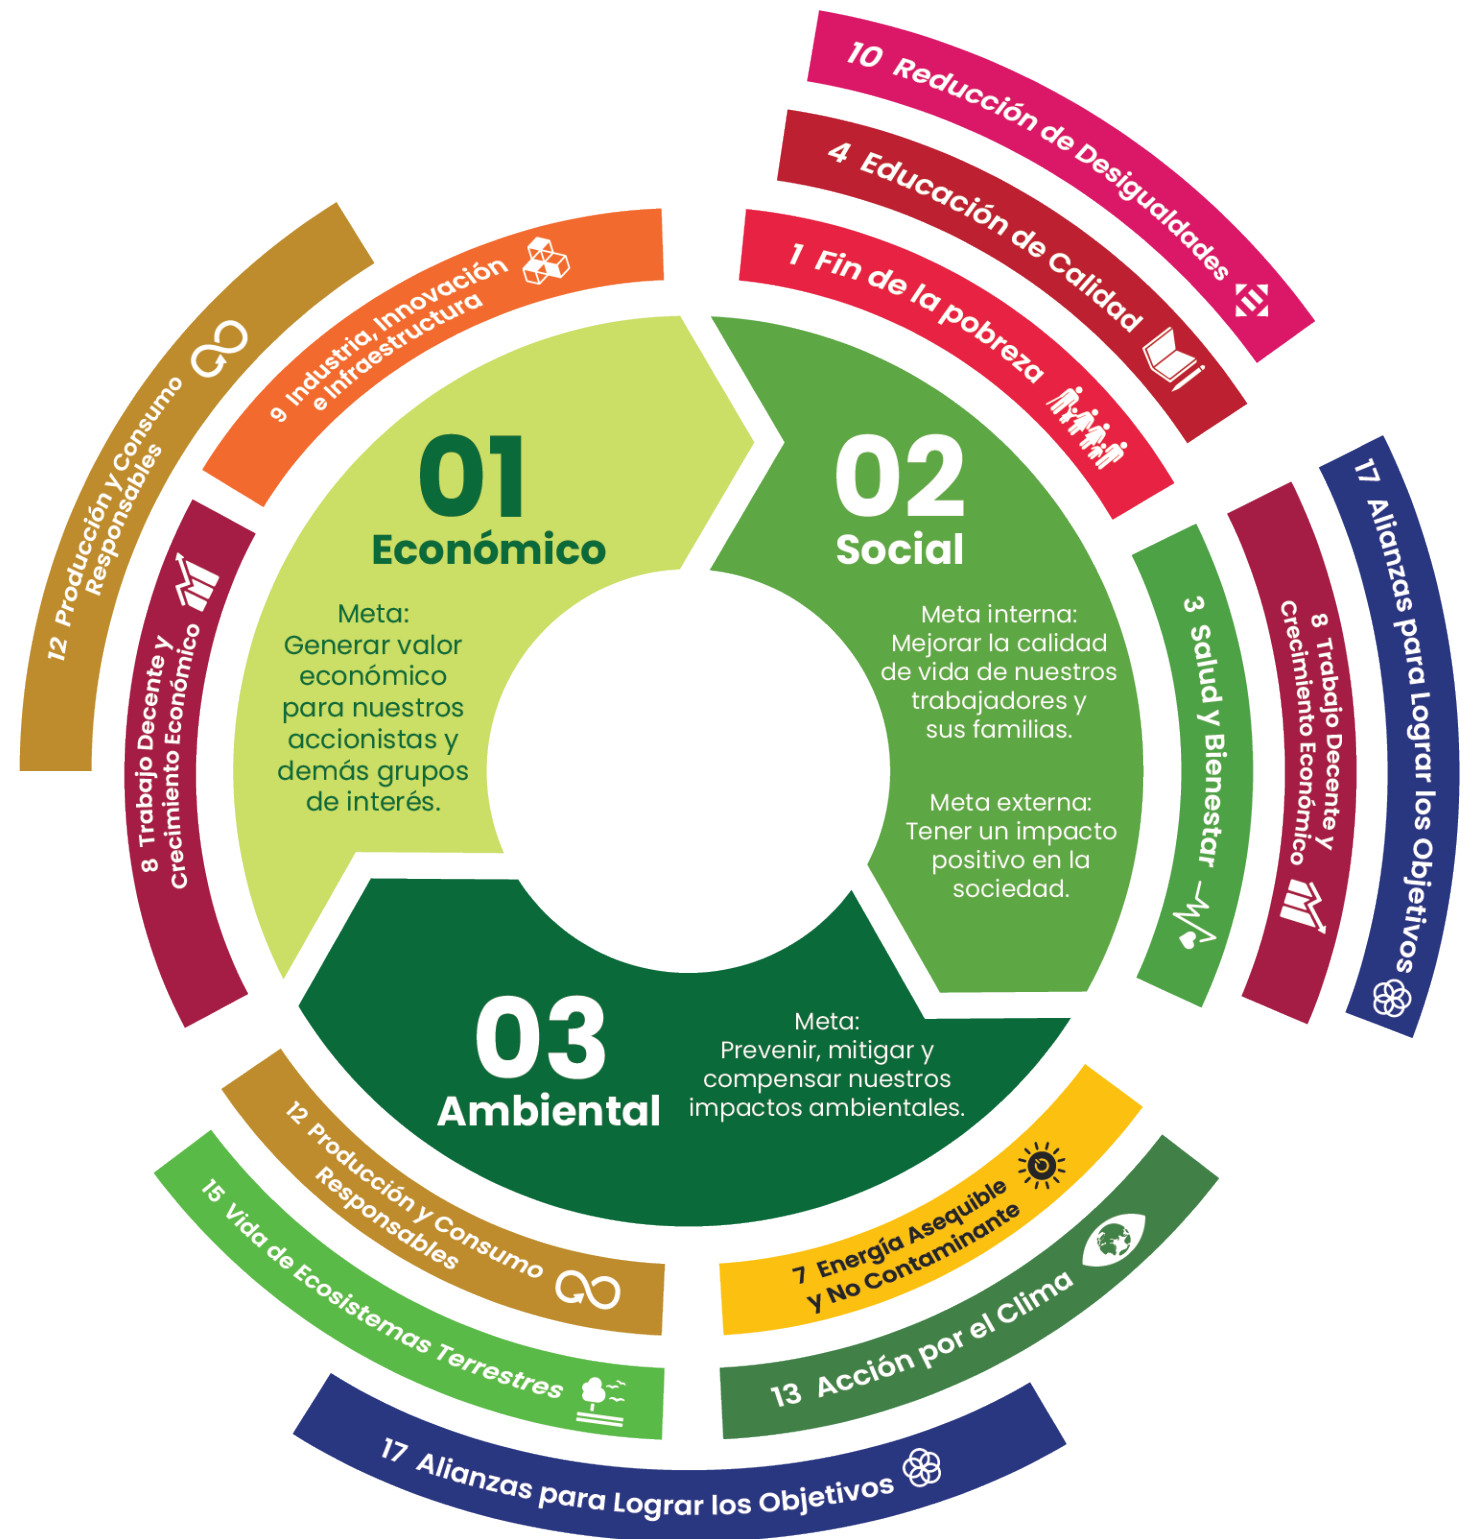 01
Económico
Meta:
Generar valor
económico
para nuestros
accionistas y
demás grupos
de interés.
12 Producción y Consumo
Responsables
9 Industria, Innovación
e Infraestructura
8 Trabajo Decente y
Crecimiento Económico
02
Social
Meta interna:
Mejorar la calidad
de vida de nuestros
trabajadores y
sus familias.
Meta externa:
Tener un impacto
positivo en la
sociedad.
10 Reducción de Desigualdades
4 Educación de Calidad
1 Fin de la pobreza
3 Salud y Bienestar
8 Trabajo Decente y
Crecimiento Económico
17 Alianzas para Lograr los Objetivos
03
Ambiental
Meta:
Prevenir, mitigar y
compensar nuestros
impactos ambientales.
12 Producción y Consumo
Responsables
15 Vida de Ecosistemas Terrestres
7 Energía Asequible
y No Contaminante
13 Acción por el Clima
17 Alianzas para Lograr los Objetivos